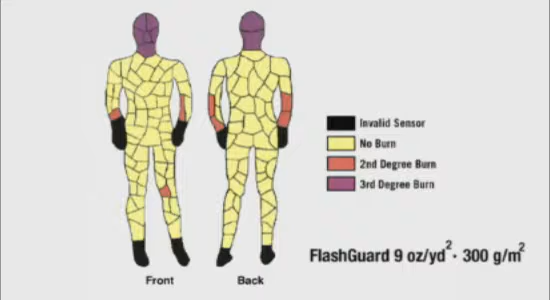 Invalid Sensor
No Burn
2nd Degree Burn
3rd Degree Burn
FlashGuard 9 oz/yd²· 300 g/m²
Front
Back